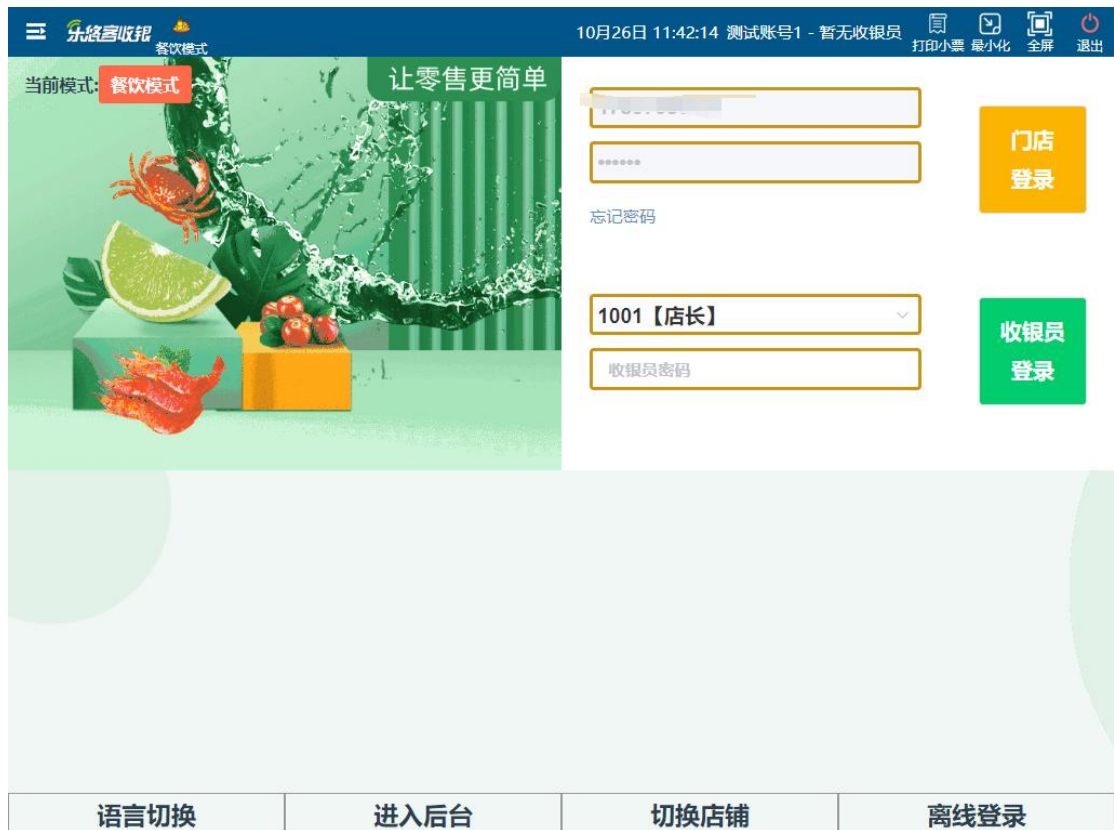 乐悠客收银
餐饮模式
10月26日 11:42:14 测试账号1 - 暂无收银员
打印小票 最小化 全屏 退出
当前模式: 餐饮模式
让零售更简单
••••••
门店
登录
忘记密码
1001【店长】
收银员密码
收银员
登录
语言切换 进入后台 切换店铺 离线登录